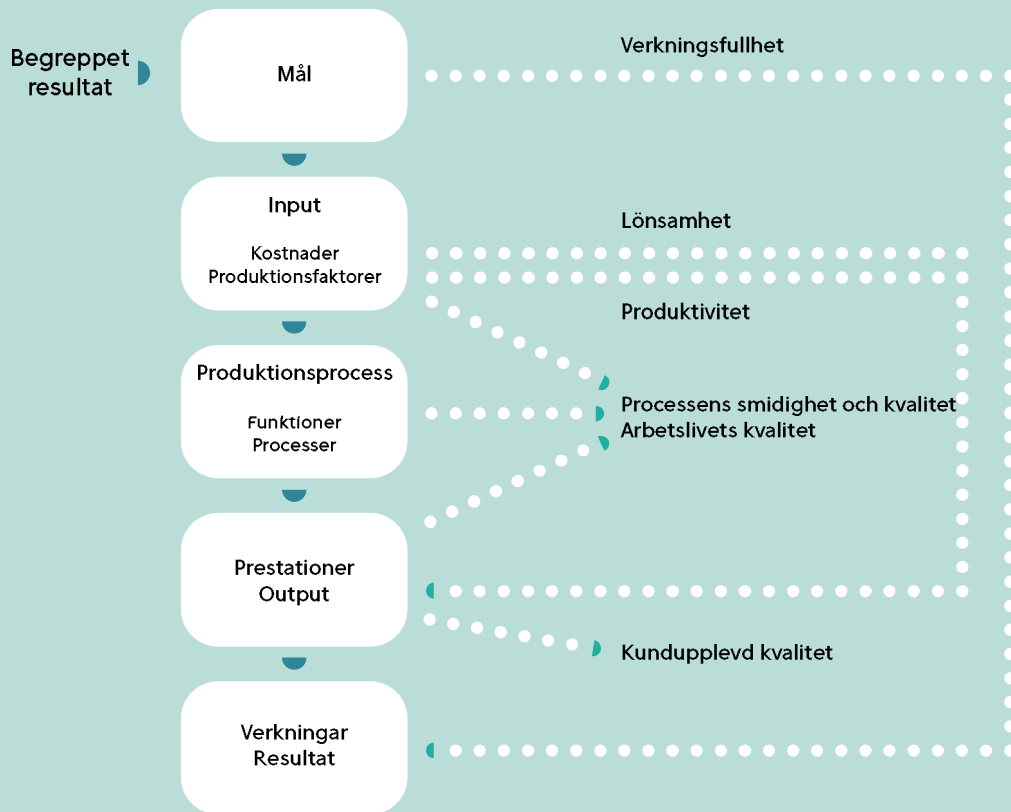 Begreppet
resultat
Mål
Verkningsfullhet
Input
Kostnader
Produktionsfaktorer
Lönsamhet
Produktivitet
Produktionsprocess
Funktioner
Processer
Processens smidighet och kvalitet
Arbetslivets kvalitet
Prestationer
Output
Kundupplevd kvalitet
Verkningar
Resultat